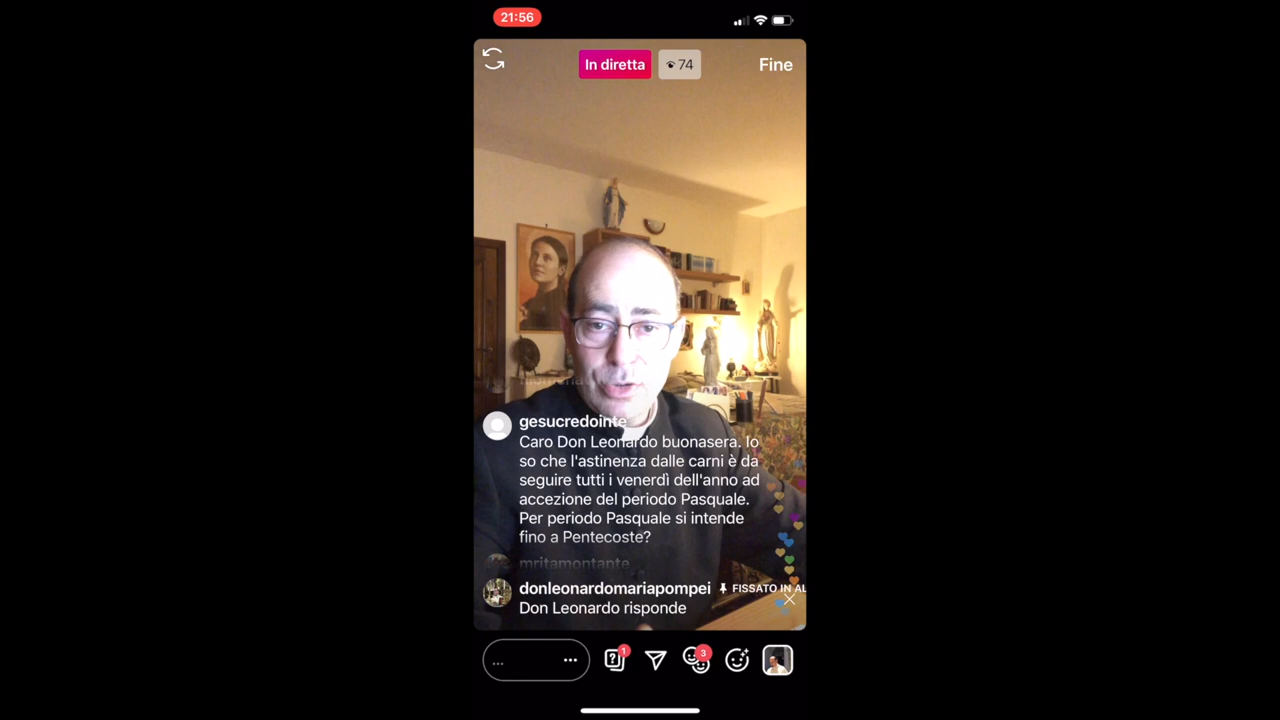 21:56
In diretta
74
Fine
gesucredointe
Caro Don Leonardo buonasera. Io
so che l'astinenza dalle carni è da
seguire tutti i venerdì dell'anno ad
accezione del periodo Pasquale.
Per periodo Pasquale si intende
fino a Pentecoste?
mritamontante
donleonardomariapompei FISSATO IN AL
Don Leonardo risponde
... •••
1
3